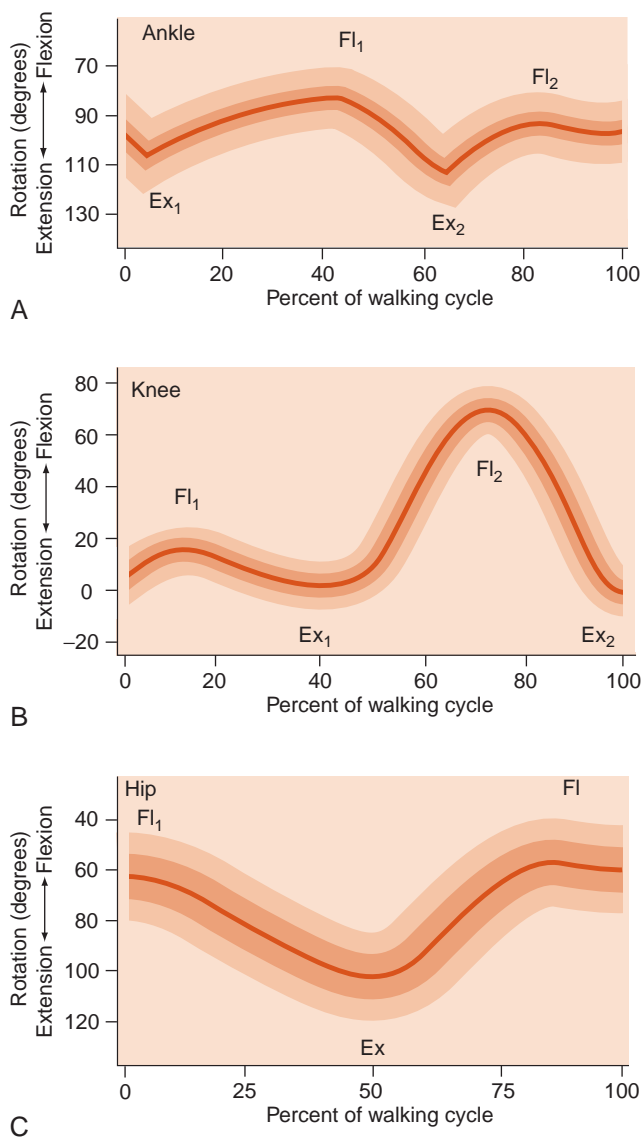 Ankle
Fl₁
Fl₂
Ex₁
Ex₂
Rotation (degrees)
Extension ⟷ Flexion
70
90
110
130
0 20 40 60 80 100
Percent of walking cycle
A
Knee
Fl₁
Fl₂
Ex₁
Ex₂
Rotation (degrees)
Extension ⟷ Flexion
80
60
40
20
0
–20
0 20 40 60 80 100
Percent of walking cycle
B
Hip
Fl₁
Fl
Ex
Rotation (degrees)
Extension ⟷ Flexion
40
60
80
100
120
0 25 50 75 100
Percent of walking cycle
C